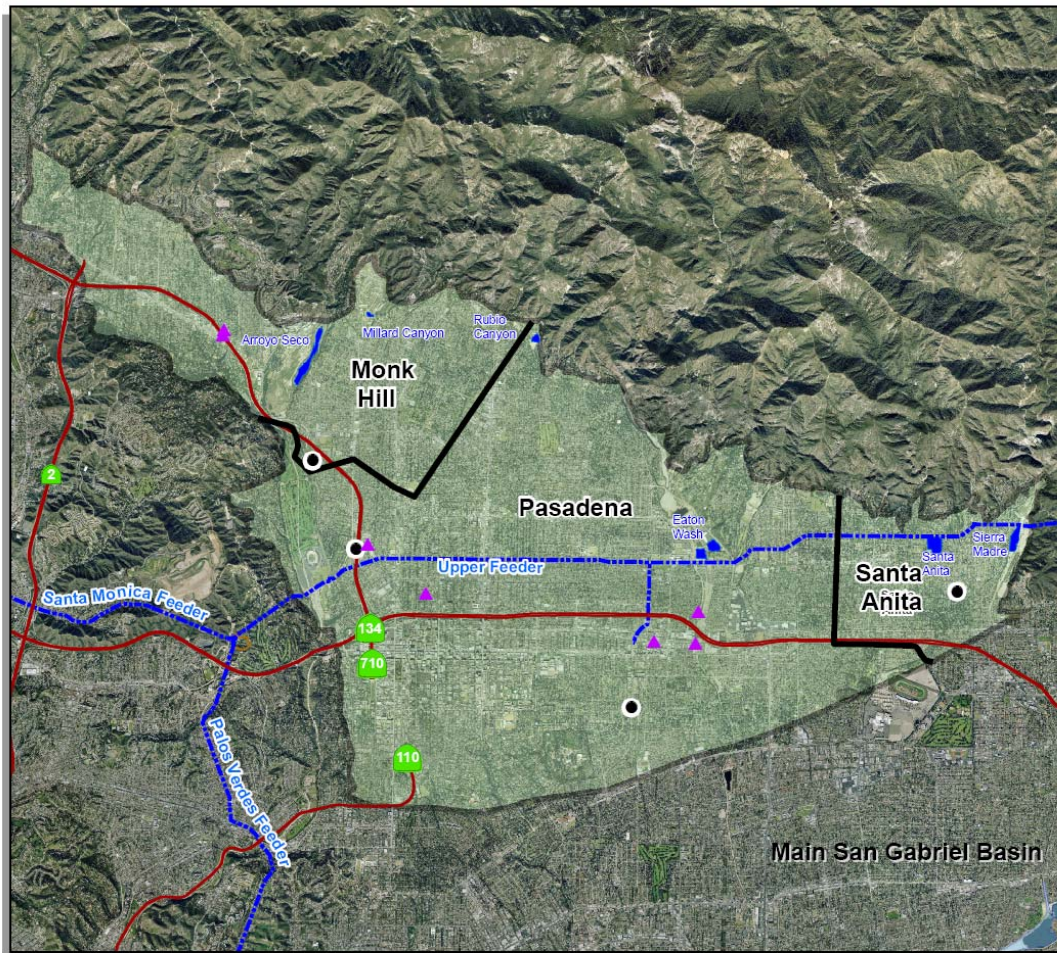 Arroyo Seco
Millard Canyon
Rubio
Canyon
Monk
Hill
2
Pasadena
Eaton
Wash
Santa
Anita
Sierra
Madre
Upper Feeder
Santa
Anita
Santa Monica Feeder
134
710
Palos Verdes Feeder
110
Main San Gabriel Basin